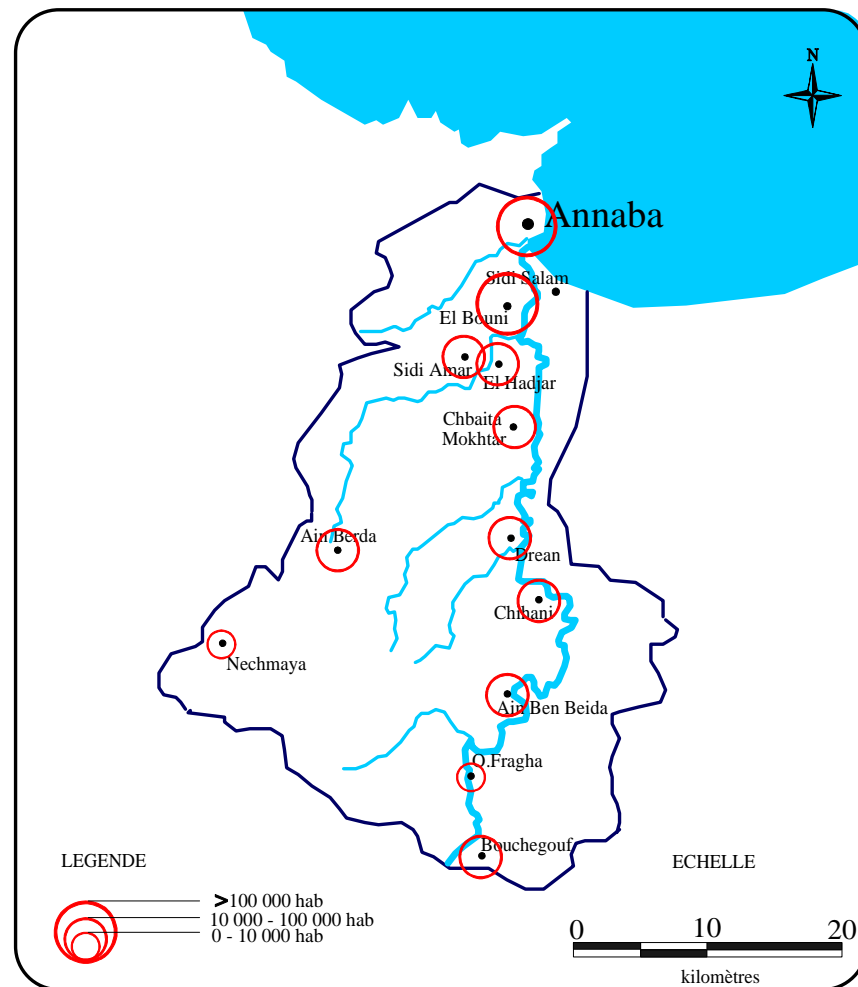 N
Annaba
Sidi Salam
El Bouni
Sidi Amar
El Hadjar
Chbaita
Mokhtar
Ain Berda
Drean
Chihani
Nechmaya
Ain Ben Beida
O.Fragha
Bouchegouf
LEGENDE
ECHELLE
>100 000 hab
10 000 - 100 000 hab
0 - 10 000 hab
0 10 20
kilomètres